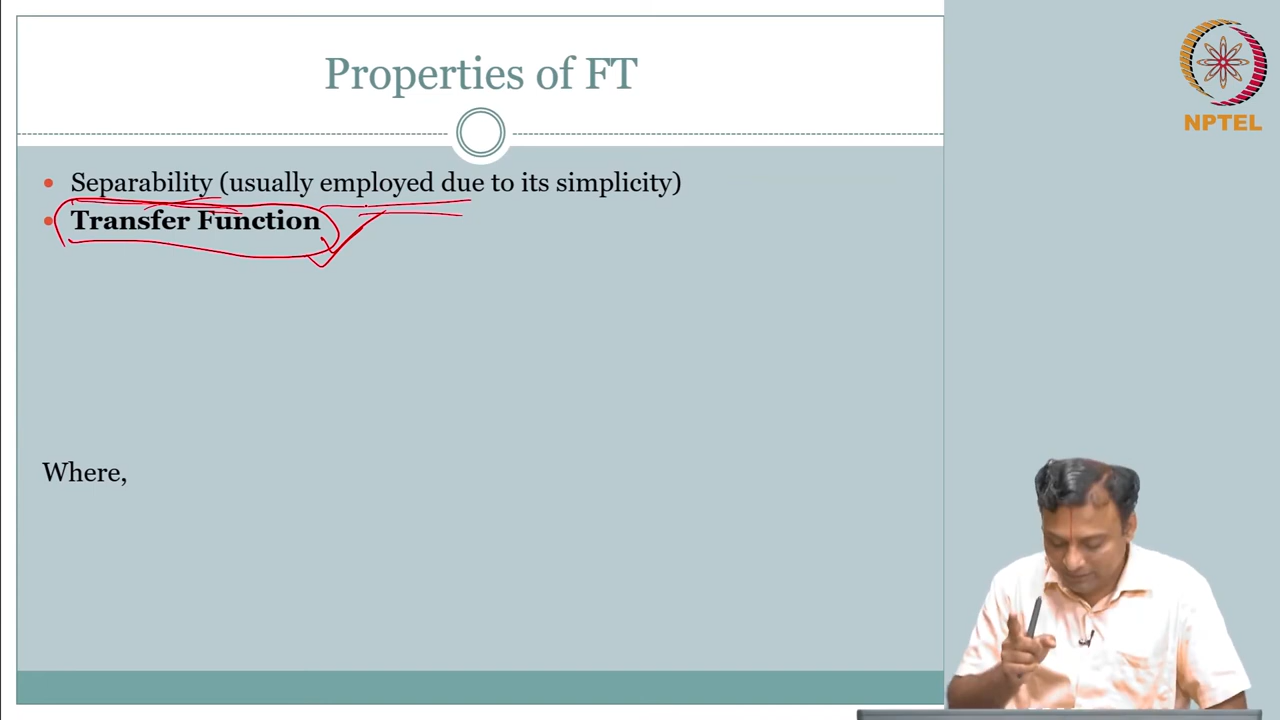 Properties of FT
NPTEL
Separability (usually employed due to its simplicity)
Transfer Function
Where,